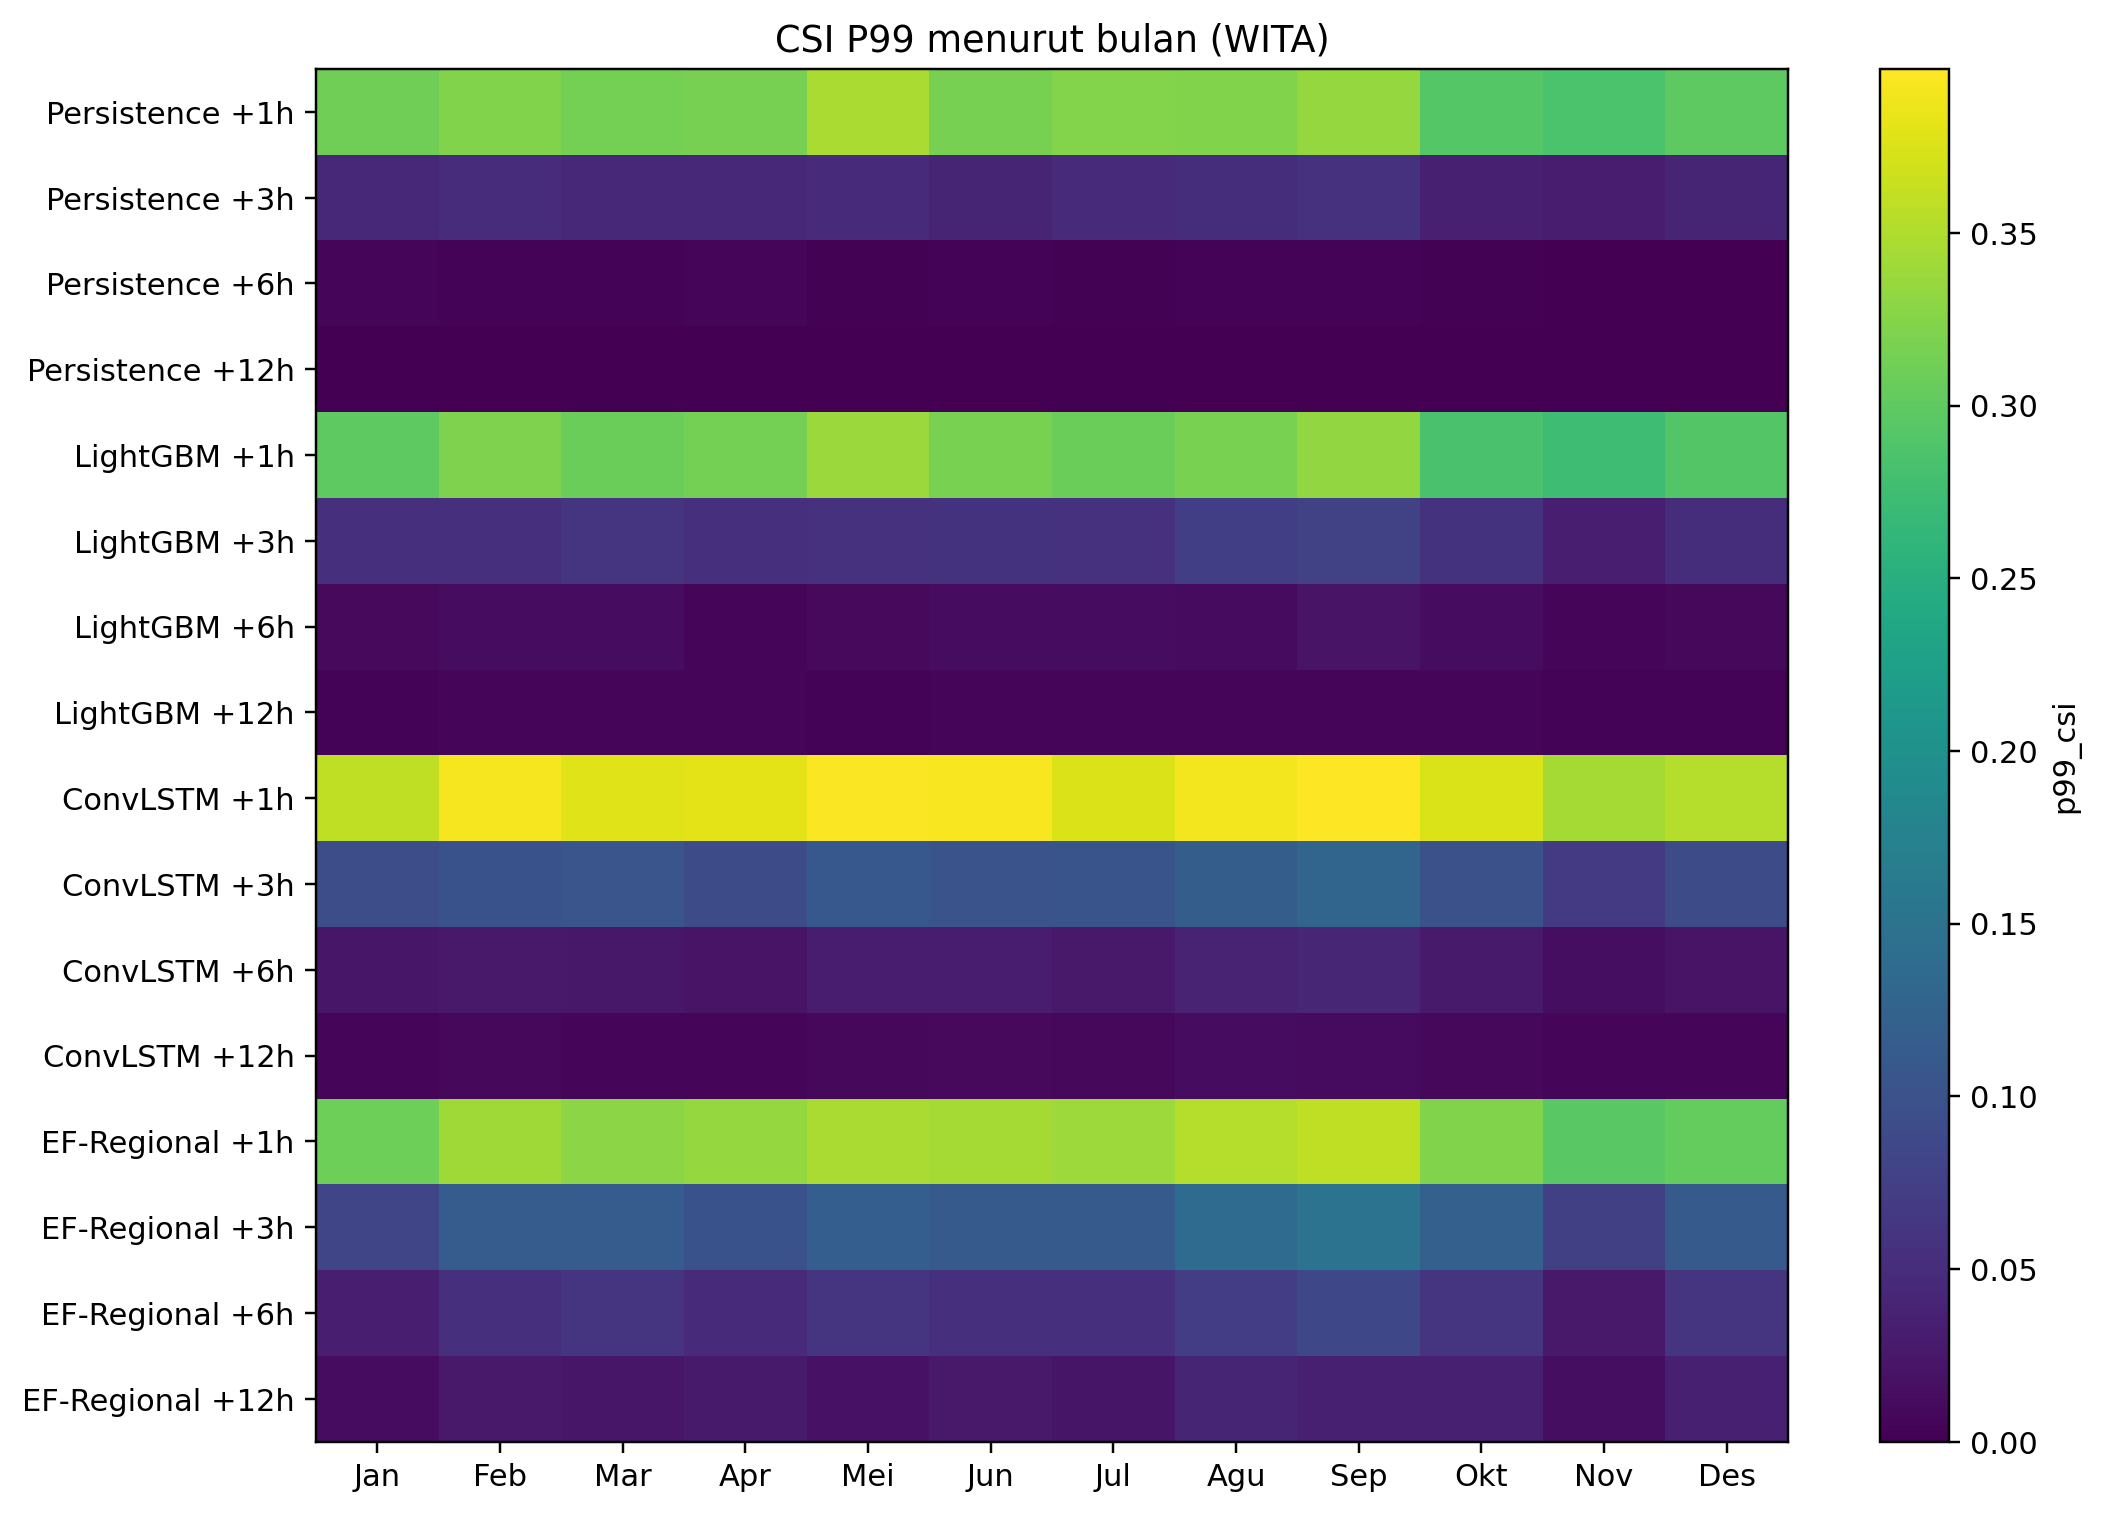 CSI P99 menurut bulan (WITA)
Persistence +1h
Persistence +3h
Persistence +6h
Persistence +12h
LightGBM +1h
LightGBM +3h
LightGBM +6h
LightGBM +12h
ConvLSTM +1h
ConvLSTM +3h
ConvLSTM +6h
ConvLSTM +12h
EF-Regional +1h
EF-Regional +3h
EF-Regional +6h
EF-Regional +12h
Jan Feb Mar Apr Mei Jun Jul Agu Sep Okt Nov Des
0.35
0.30
0.25
0.20
0.15
0.10
0.05
0.00
p99_csi